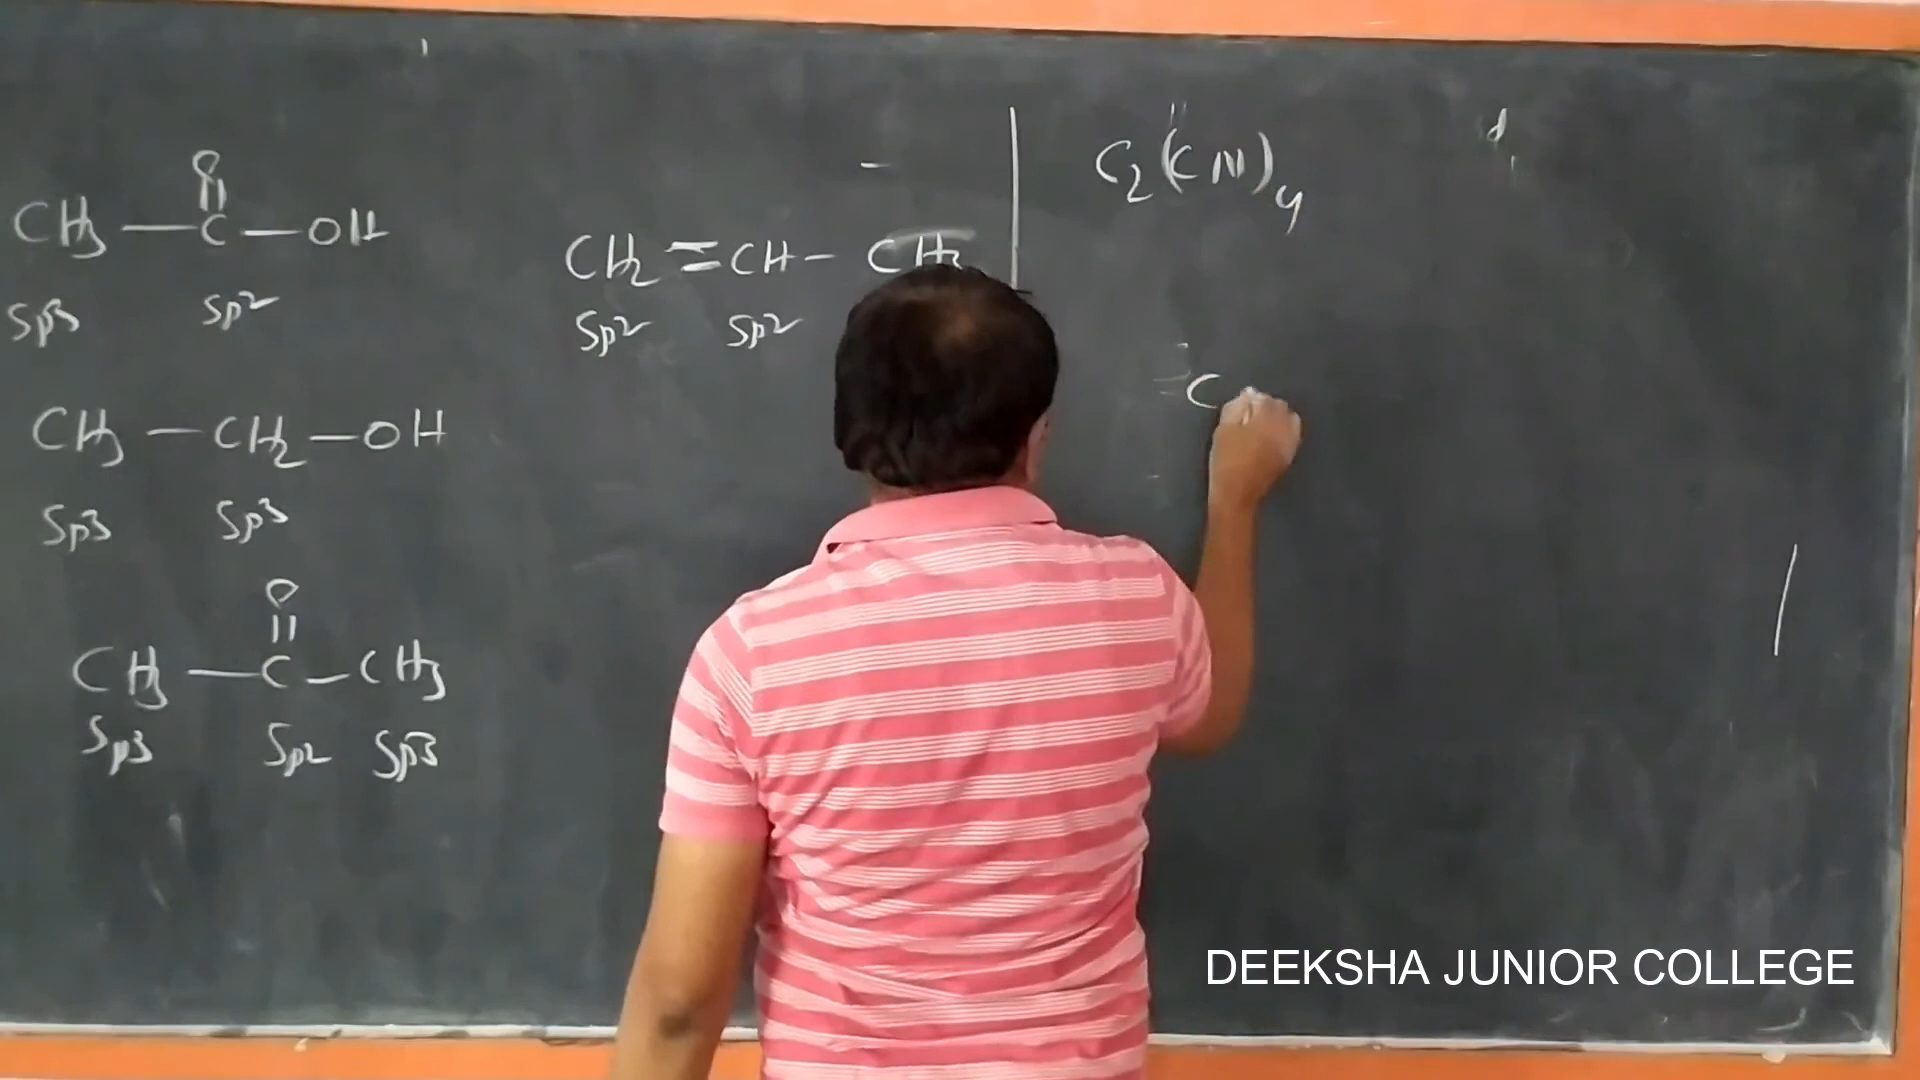 O
||
CH3 — C — OH
sp3 sp2
CH3 — CH2 — OH
sp3 sp3
O
||
CH3 — C — CH3
sp3 sp2 sp3
CH2 = CH - CH3
sp2 sp2
C2(CN)4
C
DEEKSHA JUNIOR COLLEGE